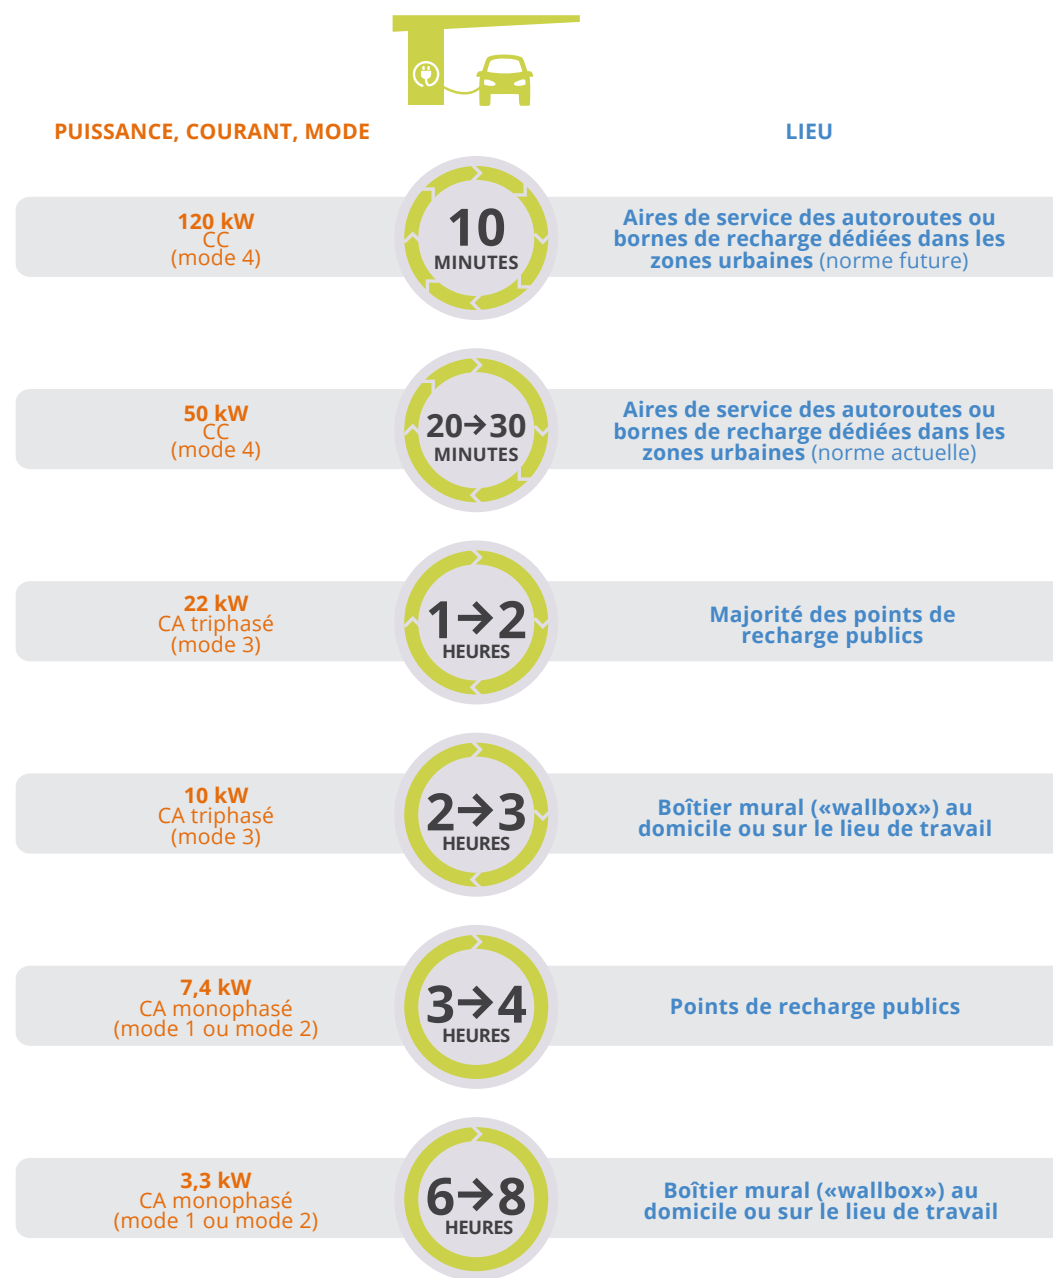 PUISSANCE, COURANT, MODE
LIEU
120 kW
CC
(mode 4)
10
MINUTES
Aires de service des autoroutes ou
bornes de recharge dédiées dans les
zones urbaines (norme future)
50 kW
CC
(mode 4)
20→30
MINUTES
Aires de service des autoroutes ou
bornes de recharge dédiées dans les
zones urbaines (norme actuelle)
22 kW
CA triphasé
(mode 3)
1→2
HEURES
Majorité des points de
recharge publics
10 kW
CA triphasé
(mode 3)
2→3
HEURES
Boîtier mural («wallbox») au
domicile ou sur le lieu de travail
7,4 kW
CA monophasé
(mode 1 ou mode 2)
3→4
HEURES
Points de recharge publics
3,3 kW
CA monophasé
(mode 1 ou mode 2)
6→8
HEURES
Boîtier mural («wallbox») au
domicile ou sur le lieu de travail